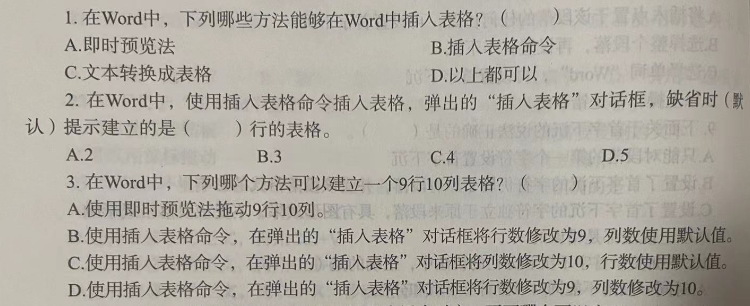 1. 在Word中，下列哪些方法能够在Word中插入表格？（　　）
A.即时预览法　　B.插入表格命令
C.文本转换成表格　　D.以上都可以
2. 在Word中，使用插入表格命令插入表格，弹出的“插入表格”对话框，缺省时（默
认）提示建立的是（　　）行的表格。
A.2　　B.3　　C.4　　D.5
3. 在Word中，下列哪个方法可以建立一个9行10列表格？（　　）
A.使用即时预览法拖动9行10列。
B.使用插入表格命令，在弹出的“插入表格”对话框将行数修改为9，列数使用默认值。
C.使用插入表格命令，在弹出的“插入表格”对话框将列数修改为10，行数使用默认值。
D.使用插入表格命令，在弹出的“插入表格”对话框将行数修改为9，列数修改为10。